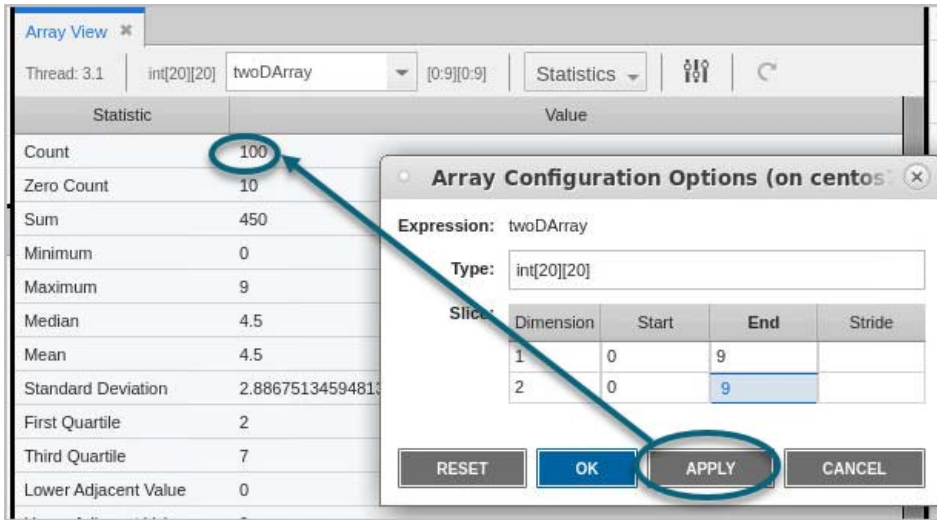 Array View
Thread: 3.1 int[20][20] twoDArray [0:9][0:9] Statistics
Statistic Value
Count 100
Zero Count 10
Sum 450
Minimum 0
Maximum 9
Median 4.5
Mean 4.5
Standard Deviation 2.88675134594813
First Quartile 2
Third Quartile 7
Lower Adjacent Value 0
Array Configuration Options (on centos7
Expression: twoDArray
Type: int[20][20]
Slice: Dimension Start End Stride
1 0 9
2 0 9
RESET OK APPLY CANCEL